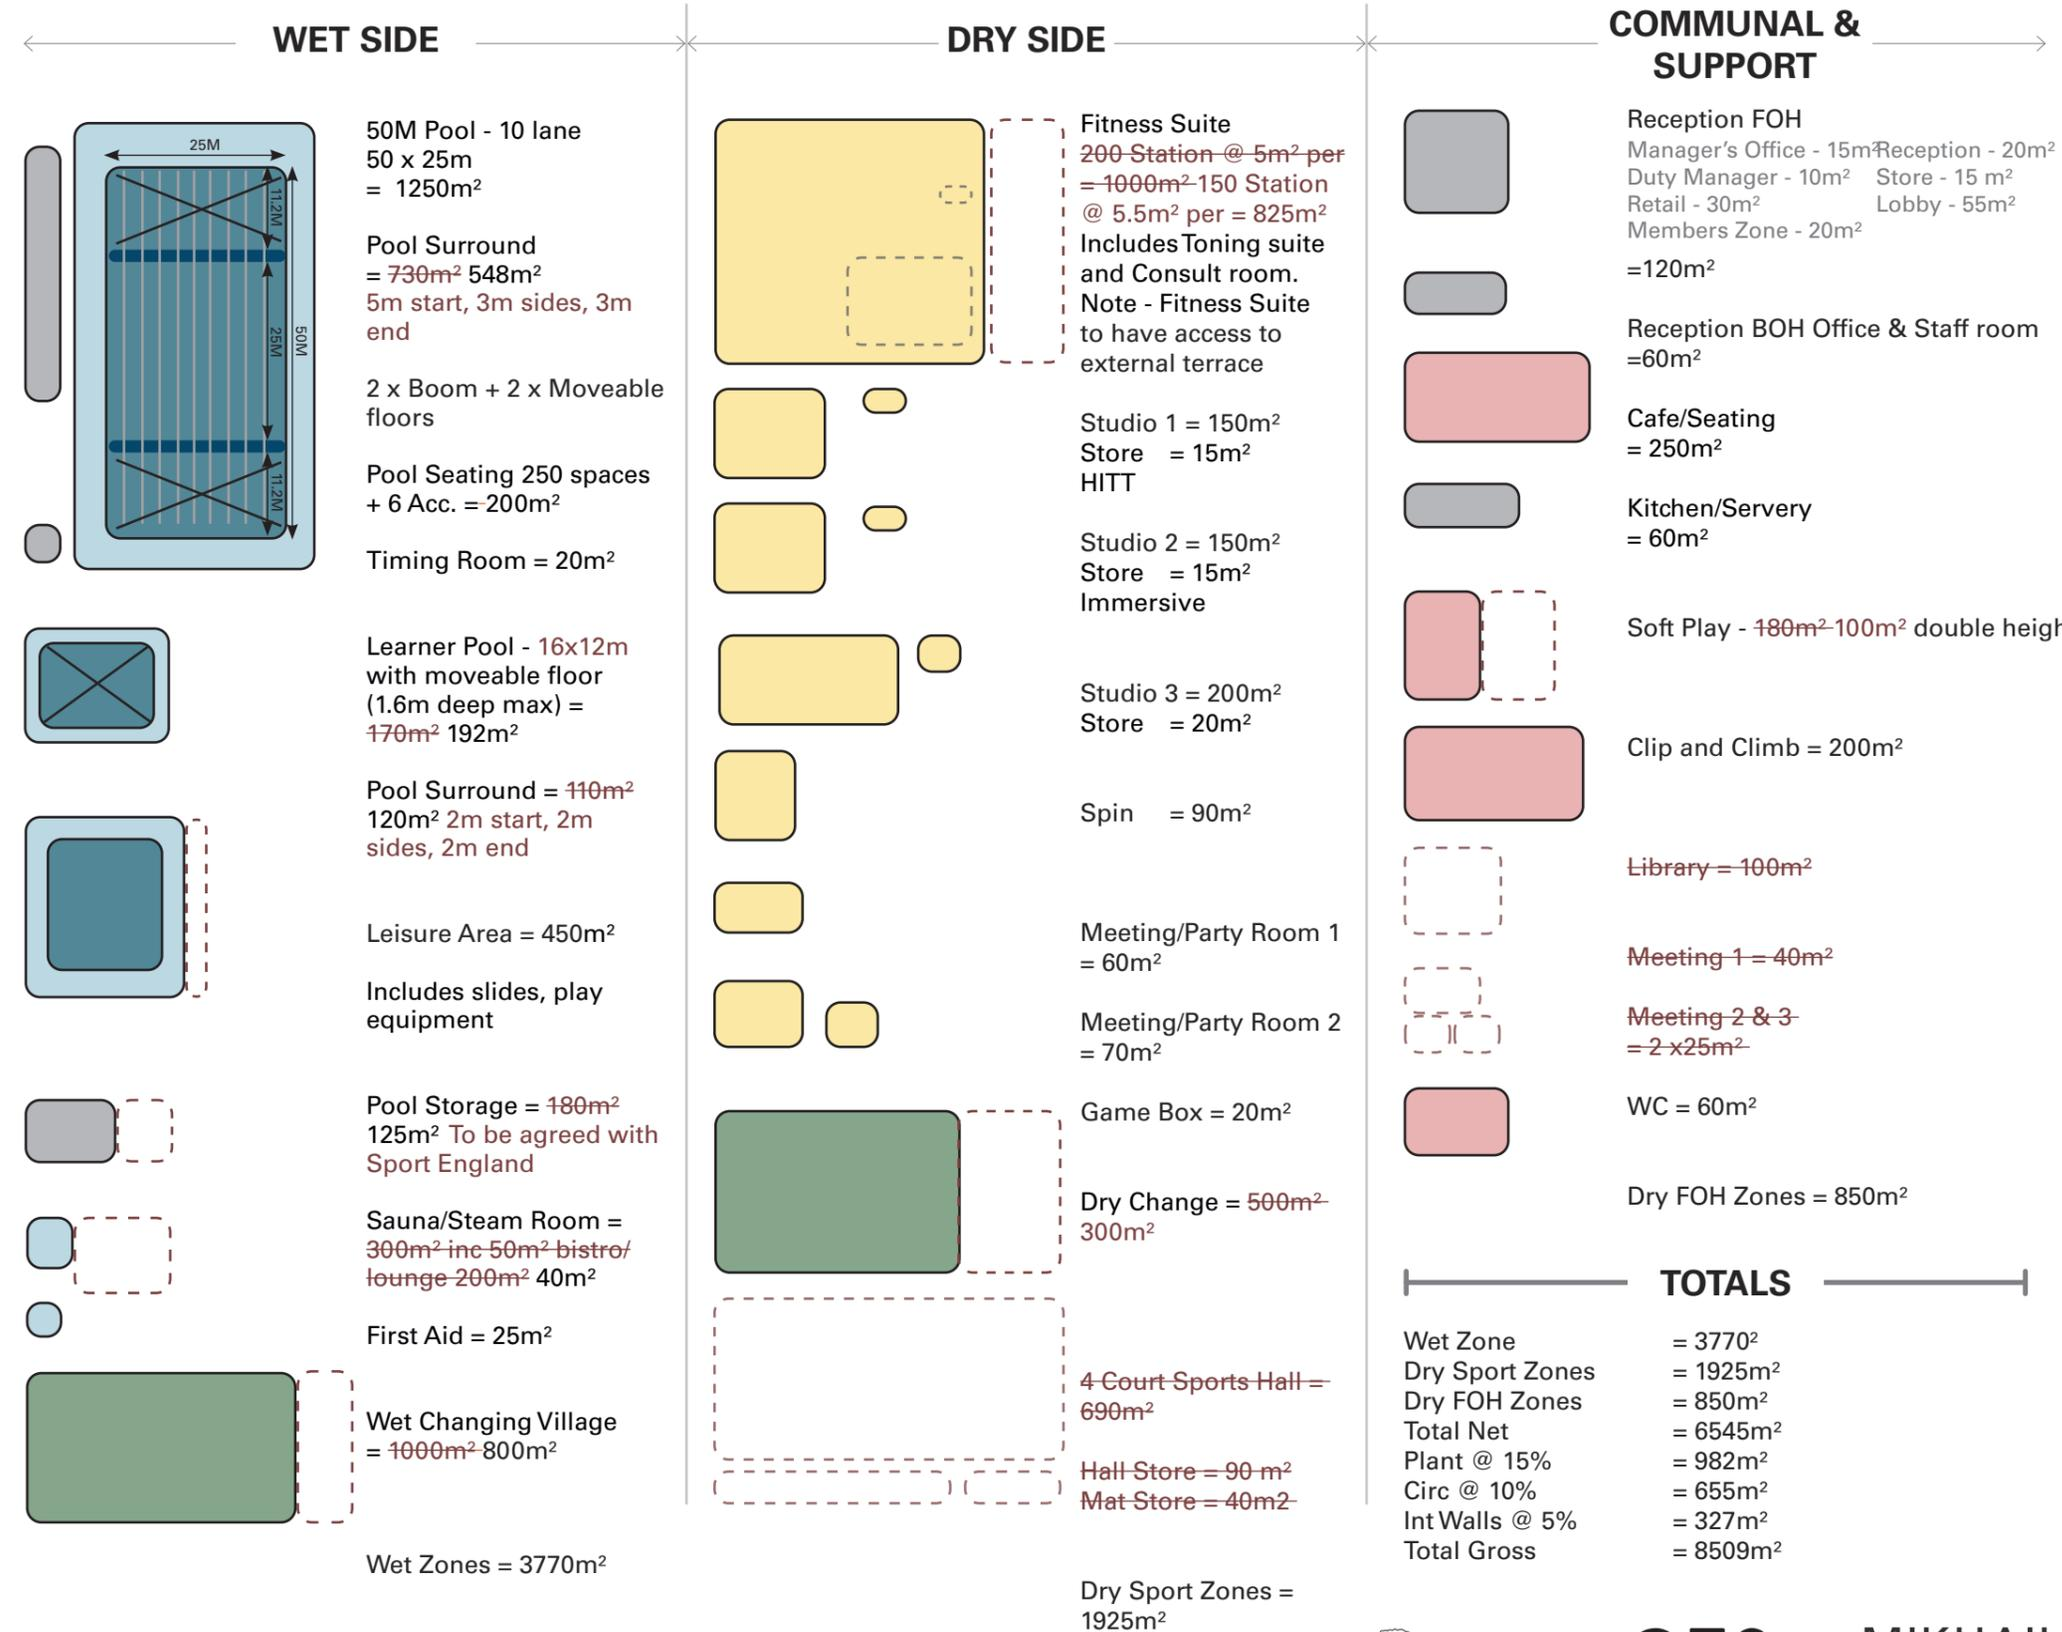 WET SIDE
25M
11.2M
25M
50M
11.2M
50M Pool - 10 lane
50 x 25m
= 1250m²
Pool Surround
= 730m² 548m²
5m start, 3m sides, 3m
end
2 x Boom + 2 x Moveable
floors
Pool Seating 250 spaces
+ 6 Acc. = 200m²
Timing Room = 20m²
Learner Pool - 16x12m
with moveable floor
(1.6m deep max) =
170m² 192m²
Pool Surround = 110m²
120m² 2m start, 2m
sides, 2m end
Leisure Area = 450m²
Includes slides, play
equipment
Pool Storage = 180m²
125m² To be agreed with
Sport England
Sauna/Steam Room =
300m² inc 50m² bistro/
lounge 200m² 40m²
First Aid = 25m²
Wet Changing Village
= 1000m² 800m²
Wet Zones = 3770m²
DRY SIDE
Fitness Suite
200 Station @ 5m² per
= 1000m² 150 Station
@ 5.5m² per = 825m²
Includes Toning suite
and Consult room.
Note - Fitness Suite
to have access to
external terrace
Studio 1 = 150m²
Store = 15m²
HITT
Studio 2 = 150m²
Store = 15m²
Immersive
Studio 3 = 200m²
Store = 20m²
Spin = 90m²
Meeting/Party Room 1
= 60m²
Meeting/Party Room 2
= 70m²
Game Box = 20m²
Dry Change = 500m²
300m²
4 Court Sports Hall =
690m²
Hall Store = 90 m²
Mat Store = 40m2
Dry Sport Zones =
1925m²
COMMUNAL &
SUPPORT
Reception FOH
Manager's Office - 15m² Reception - 20m²
Duty Manager - 10m² Store - 15 m²
Retail - 30m² Lobby - 55m²
Members Zone - 20m²
=120m²
Reception BOH Office & Staff room
=60m²
Cafe/Seating
= 250m²
Kitchen/Servery
= 60m²
Soft Play - 180m² 100m² double heigh
Clip and Climb = 200m²
Library = 100m²
Meeting 1 = 40m²
Meeting 2 & 3
= 2 x25m²
WC = 60m²
Dry FOH Zones = 850m²
TOTALS
Wet Zone = 3770²
Dry Sport Zones = 1925m²
Dry FOH Zones = 850m²
Total Net = 6545m²
Plant @ 15% = 982m²
Circ @ 10% = 655m²
Int Walls @ 5% = 327m²
Total Gross = 8509m²